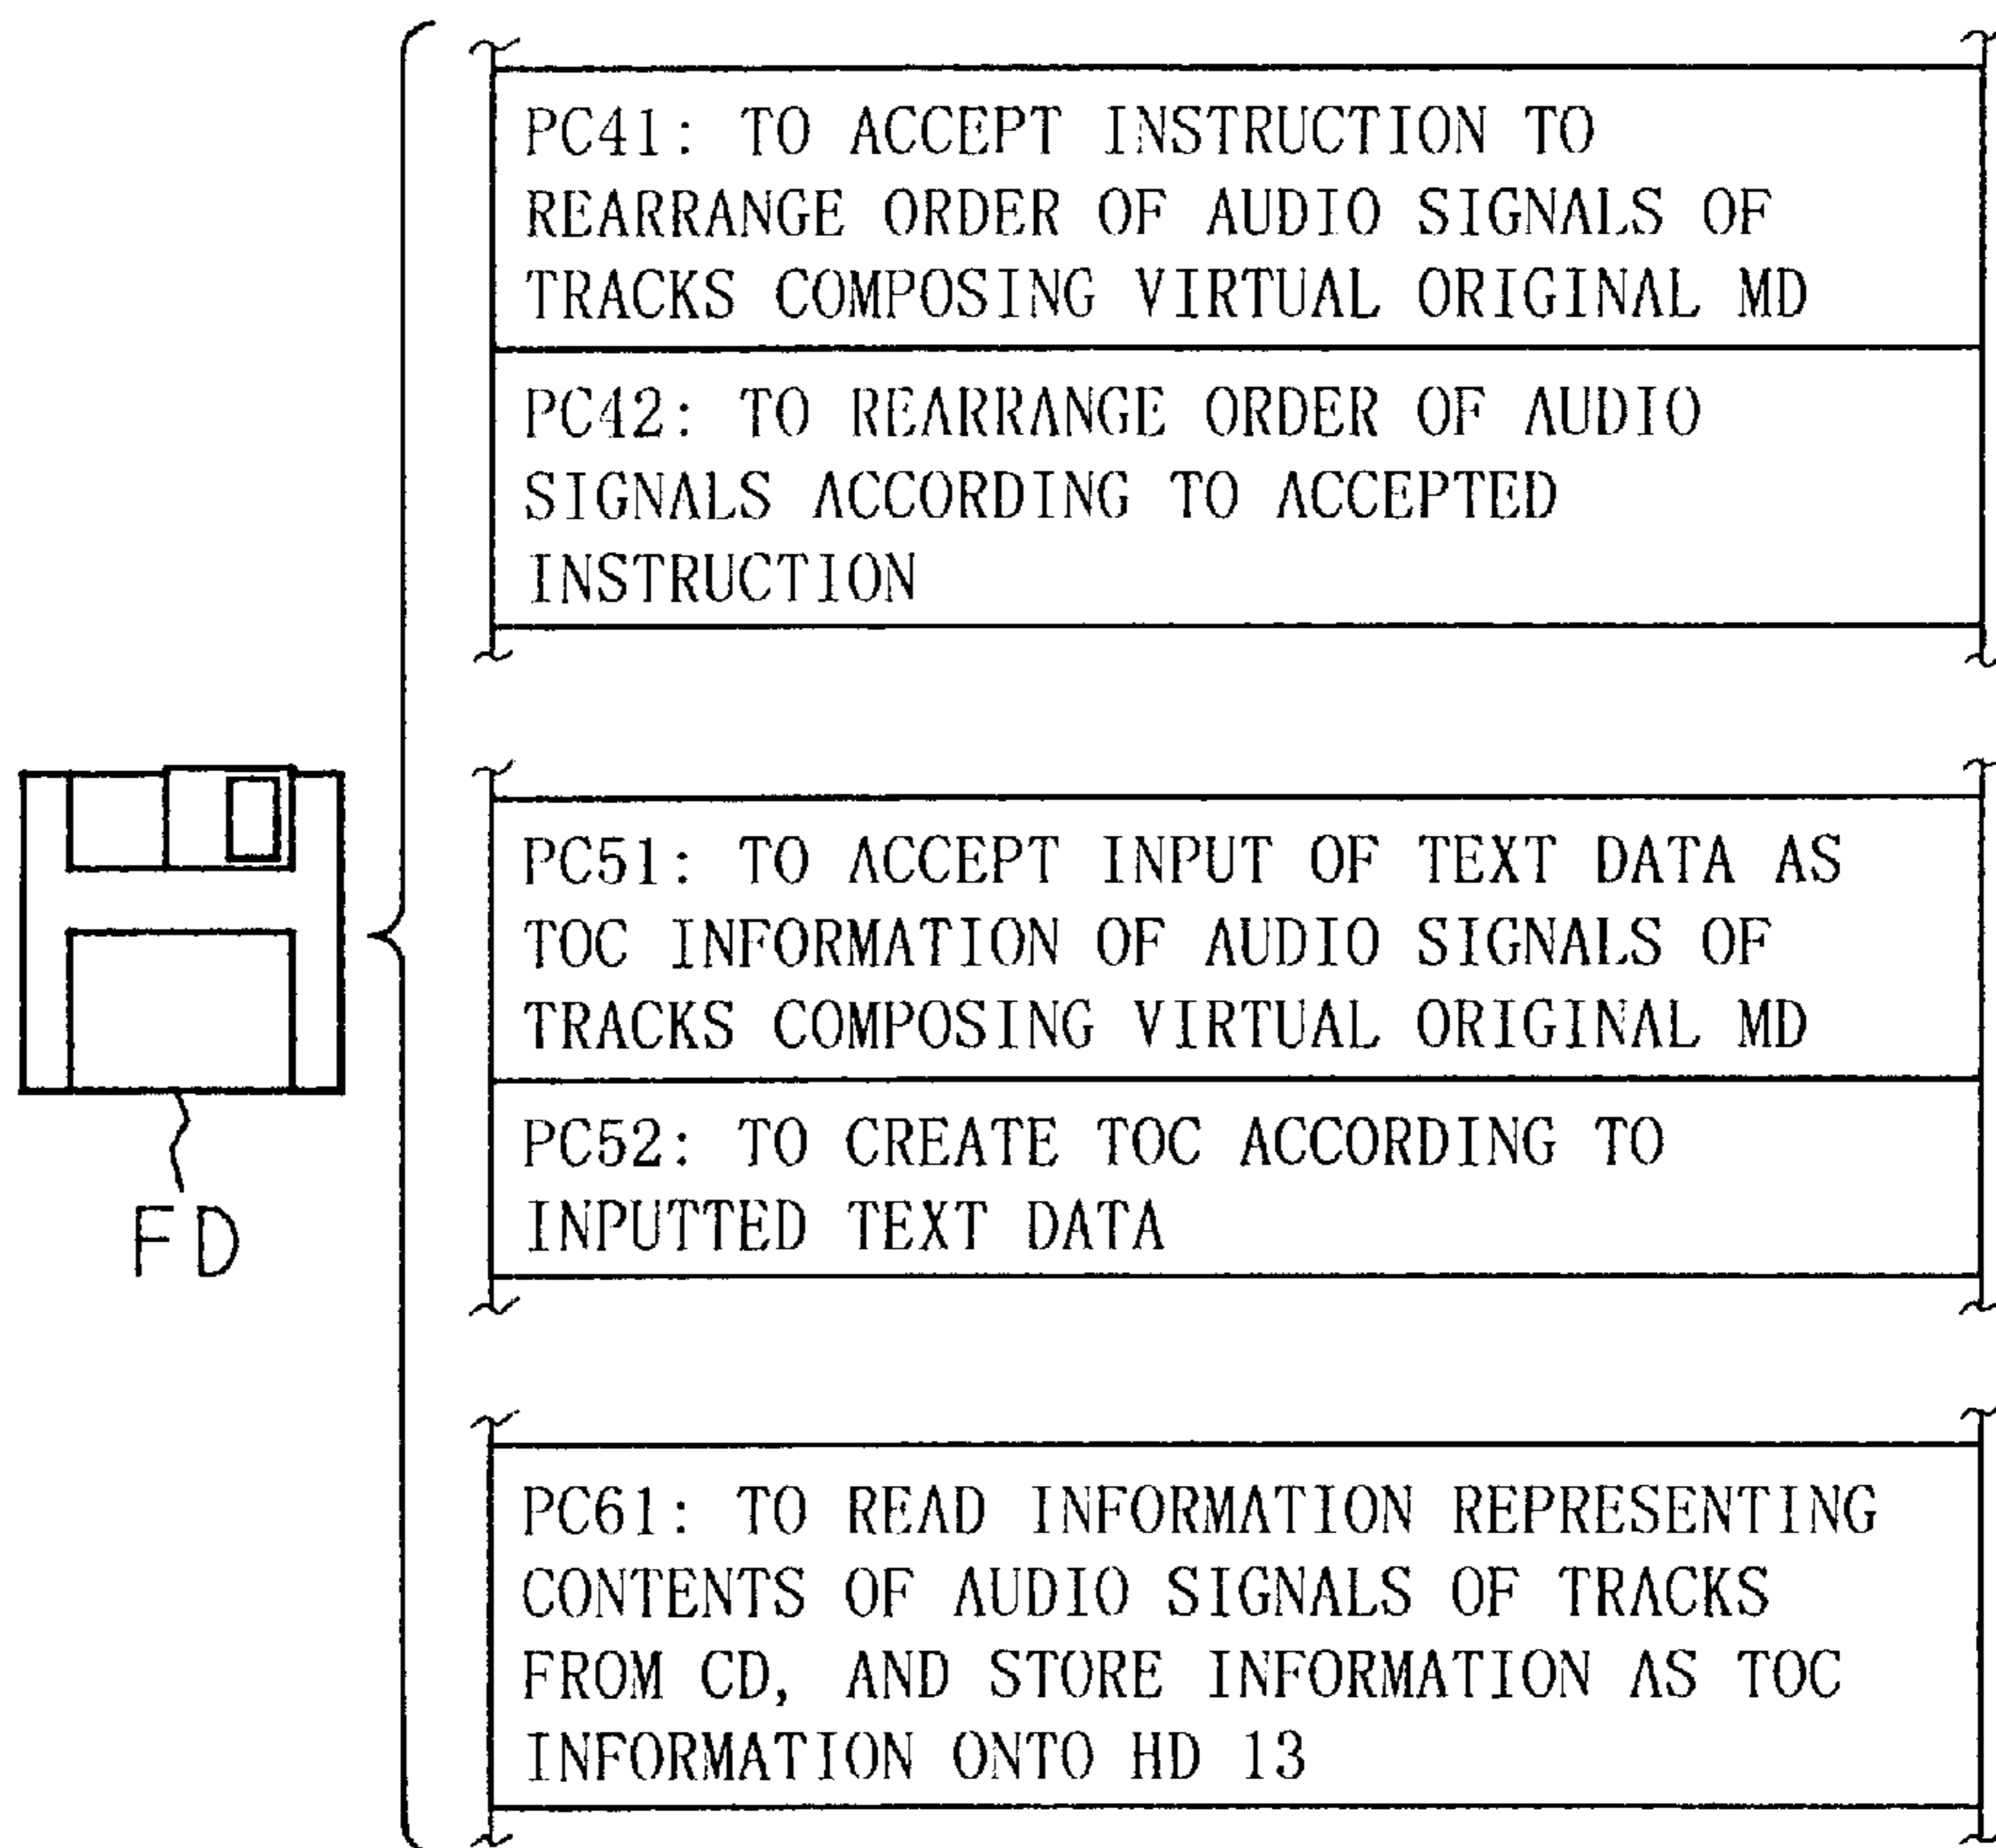 PC41: TO ACCEPT INSTRUCTION TO
REARRANGE ORDER OF AUDIO SIGNALS OF
TRACKS COMPOSING VIRTUAL ORIGINAL MD
PC42: TO REARRANGE ORDER OF AUDIO
SIGNALS ACCORDING TO ACCEPTED
INSTRUCTION
PC51: TO ACCEPT INPUT OF TEXT DATA AS
TOC INFORMATION OF AUDIO SIGNALS OF
TRACKS COMPOSING VIRTUAL ORIGINAL MD
PC52: TO CREATE TOC ACCORDING TO
INPUTTED TEXT DATA
FD
PC61: TO READ INFORMATION REPRESENTING
CONTENTS OF AUDIO SIGNALS OF TRACKS
FROM CD, AND STORE INFORMATION AS TOC
INFORMATION ONTO HD 13